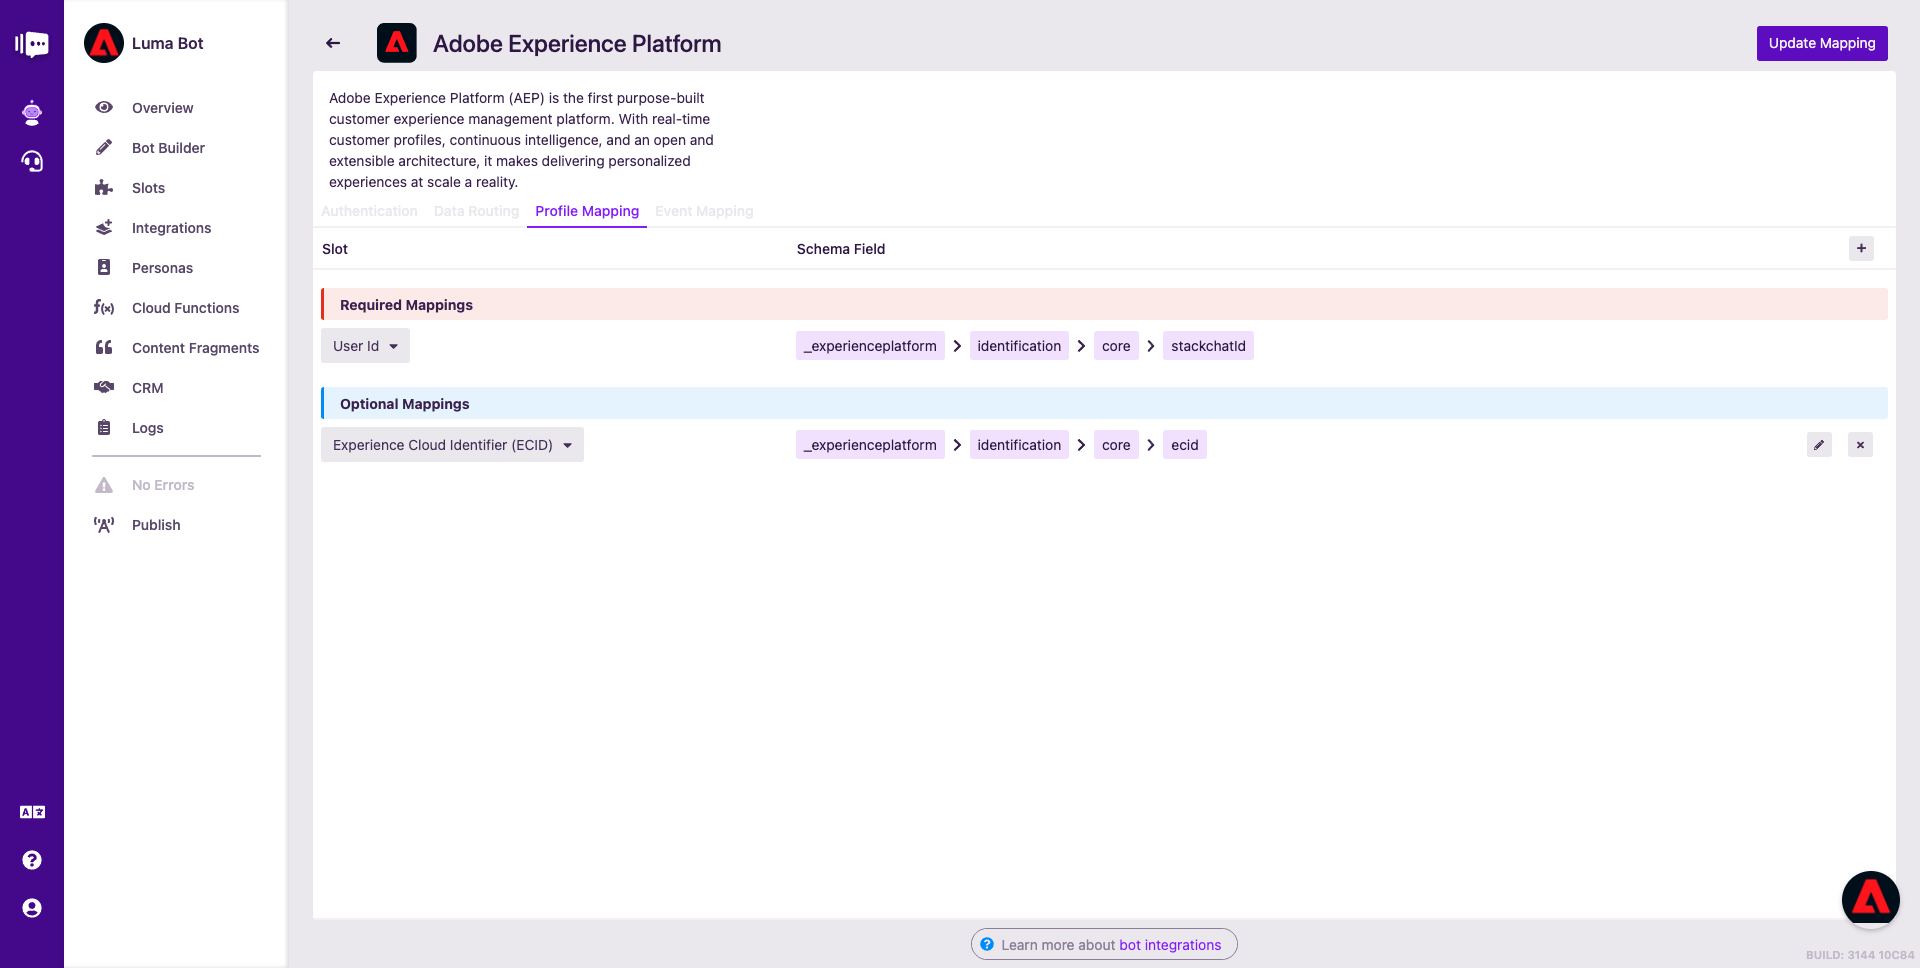 Luma Bot
Overview
Bot Builder
Slots
Integrations
Personas
Cloud Functions
Content Fragments
CRM
Logs
No Errors
Publish
Adobe Experience Platform
Update Mapping
Adobe Experience Platform (AEP) is the first purpose-built
customer experience management platform. With real-time
customer profiles, continuous intelligence, and an open and
extensible architecture, it makes delivering personalized
experiences at scale a reality.
Authentication Data Routing Profile Mapping Event Mapping
Slot Schema Field
Required Mappings
User Id _experienceplatform identification core stackchatId
Optional Mappings
Experience Cloud Identifier (ECID) _experienceplatform identification core ecid
Learn more about bot integrations
BUILD: 3144 10C84